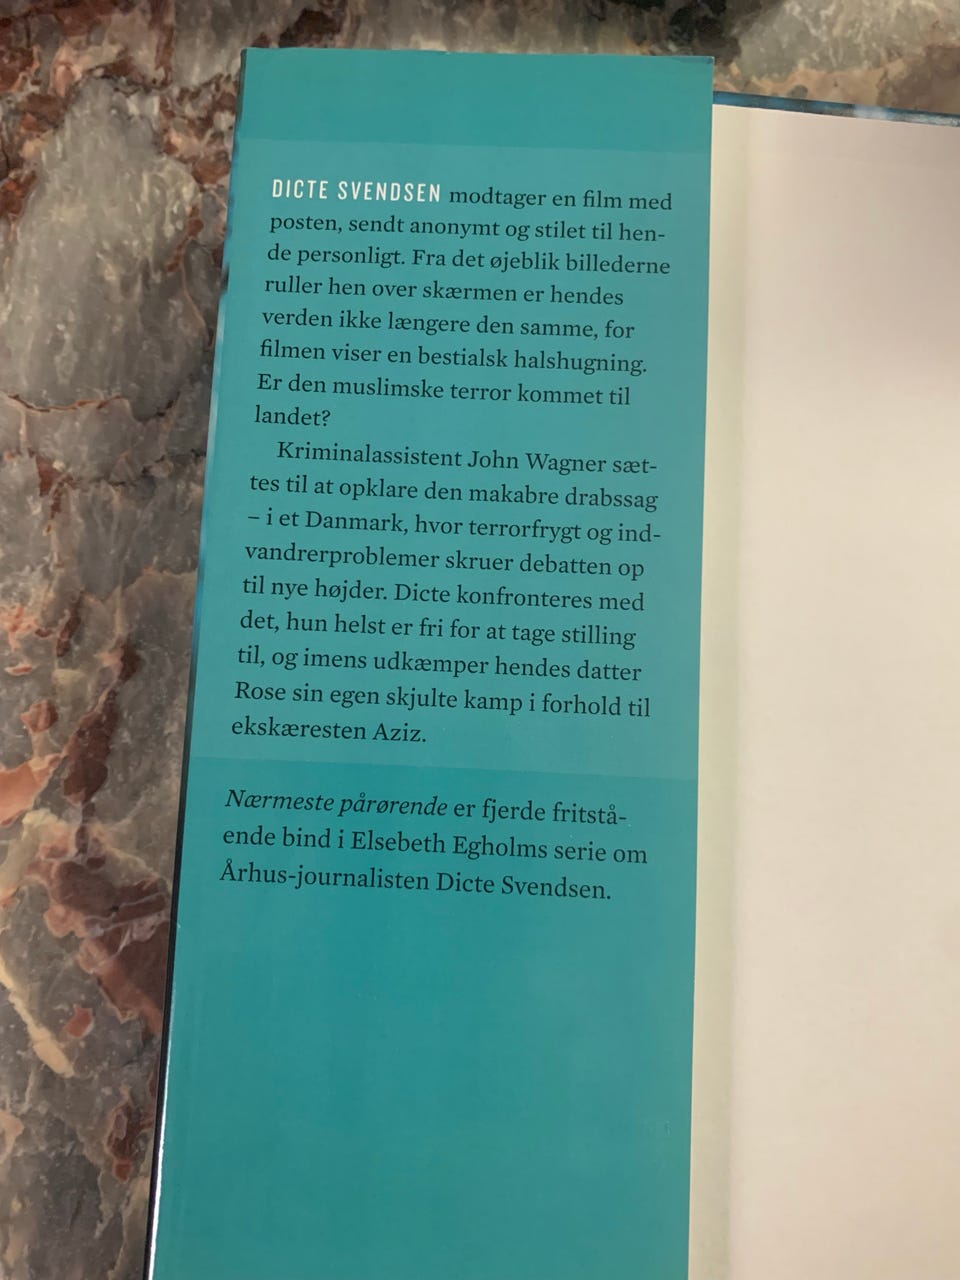 DICTE SVENDSEN modtager en film med
posten, sendt anonymt og stilet til hen-
de personligt. Fra det øjeblik billederne
ruller hen over skærmen er hendes
verden ikke længere den samme, for
filmen viser en bestialsk halshugning.
Er den muslimske terror kommet til
landet?
Kriminalassistent John Wagner sæt-
tes til at opklare den makabre drabssag
– i et Danmark, hvor terrorfrygt og ind-
vandrerproblemer skruer debatten op
til nye højder. Dicte konfronteres med
det, hun helst er fri for at tage stilling
til, og imens udkæmper hendes datter
Rose sin egen skjulte kamp i forhold til
ekskæresten Aziz.
Nærmeste pårørende er fjerde fritstå-
ende bind i Elsebeth Egholms serie om
Århus-journalisten Dicte Svendsen.